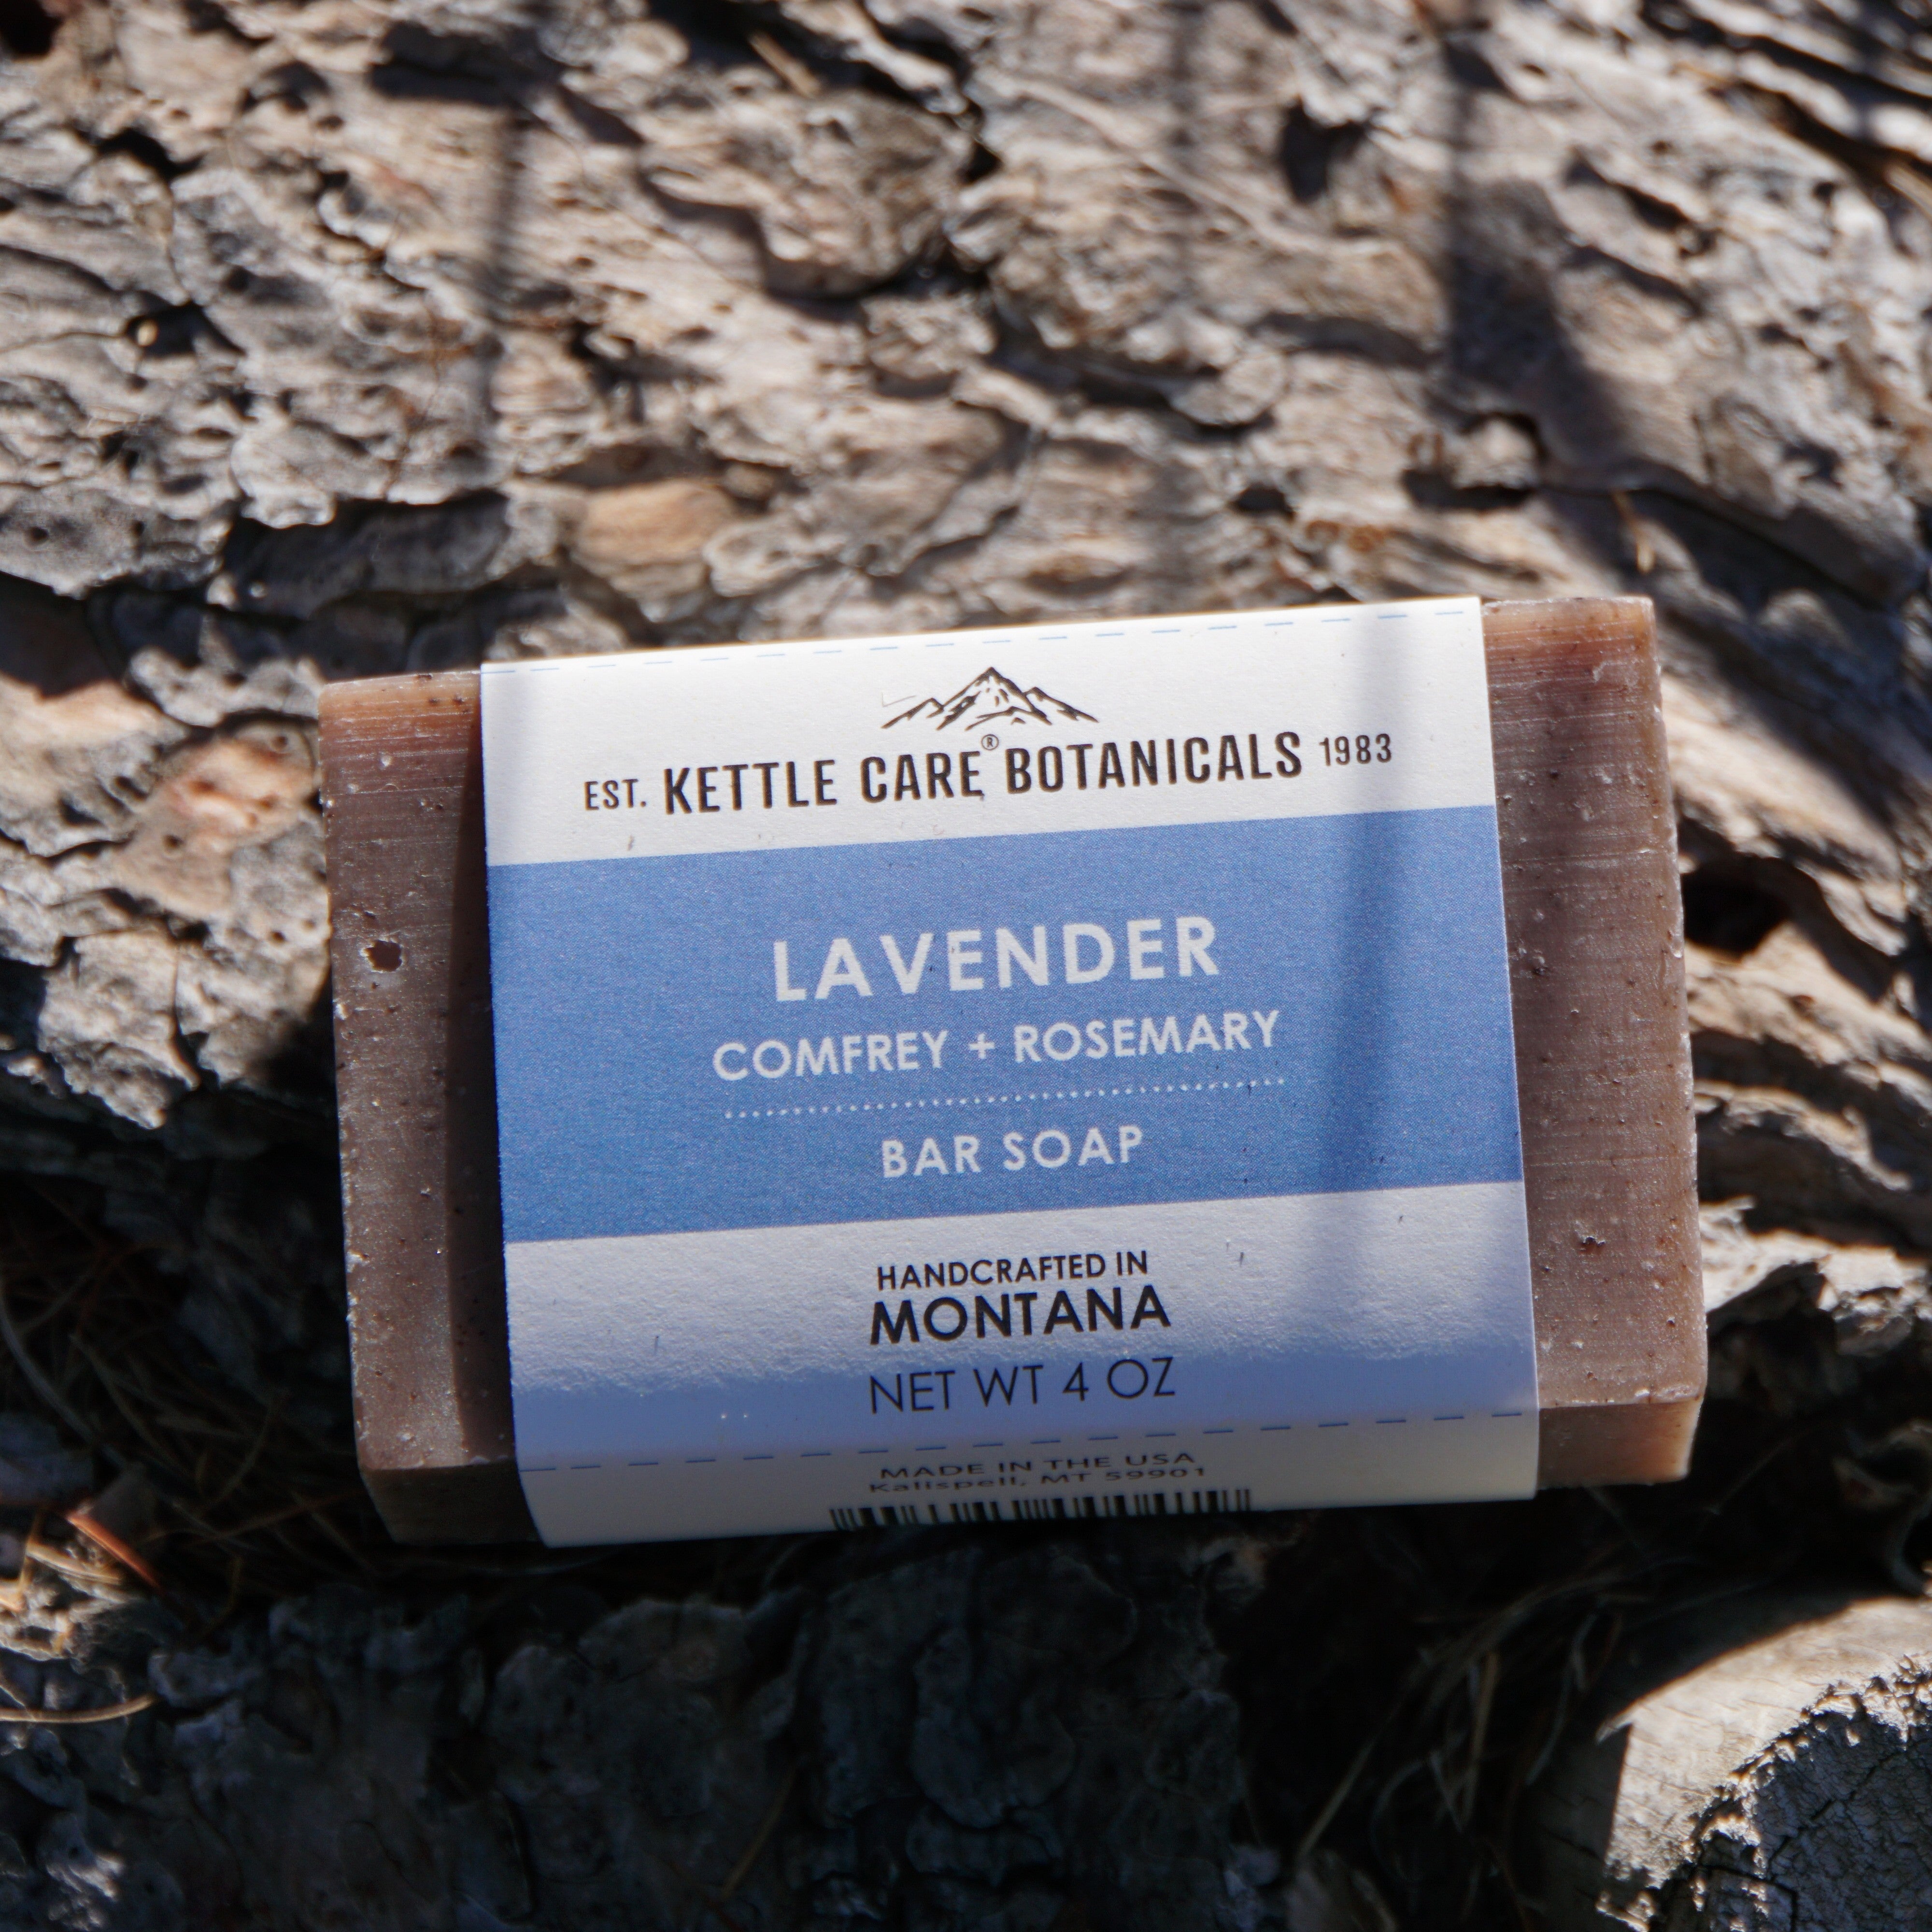 EST. KETTLE CARE® BOTANICALS 1983
LAVENDER
COMFREY + ROSEMARY
BAR SOAP
HANDCRAFTED IN
MONTANA
NET WT 4 OZ
MADE IN THE USA
Kalispell, MT 59901